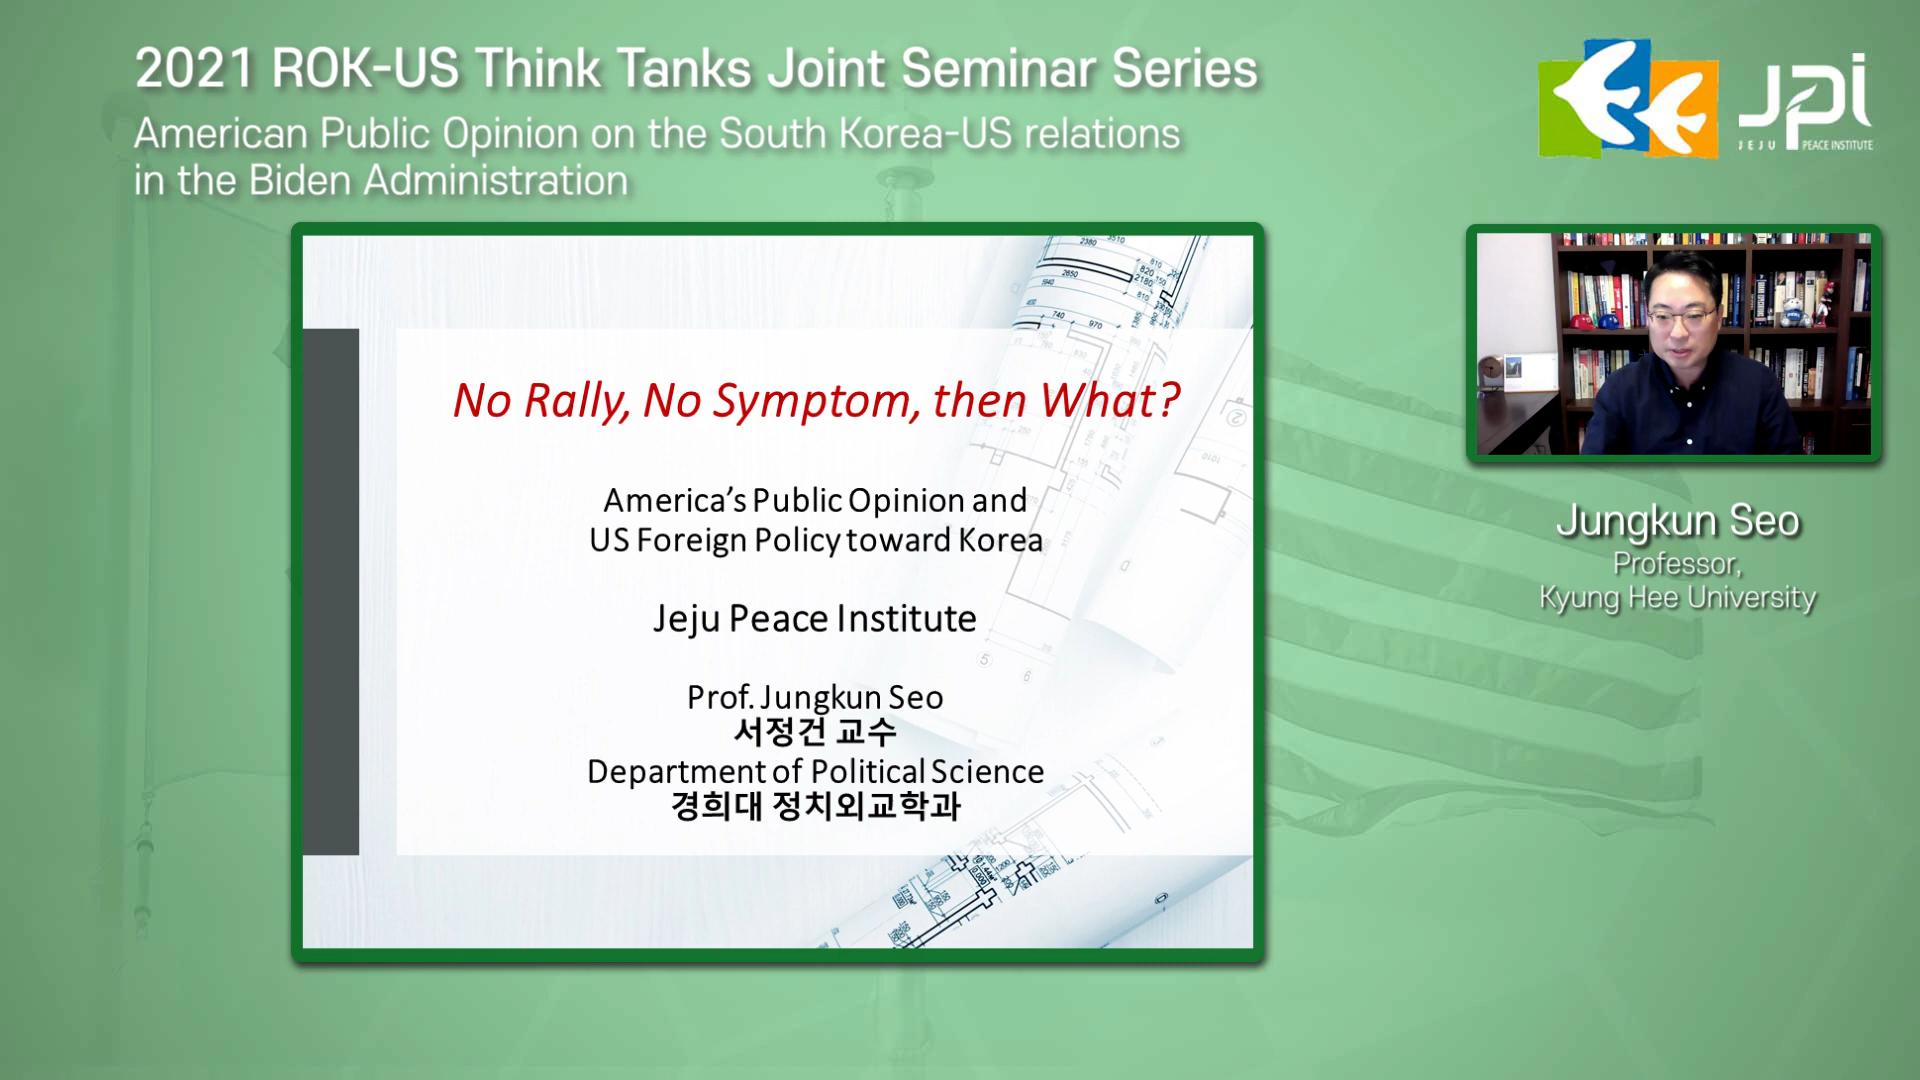 2021 ROK-US Think Tanks Joint Seminar Series
American Public Opinion on the South Korea-US relations
in the Biden Administration
JPI
JEJU PEACE INSTITUTE
No Rally, No Symptom, then What?
America's Public Opinion and
US Foreign Policy toward Korea
Jeju Peace Institute
Prof. Jungkun Seo
서정건 교수
Department of Political Science
경희대 정치외교학과
Jungkun Seo
Professor,
Kyung Hee University